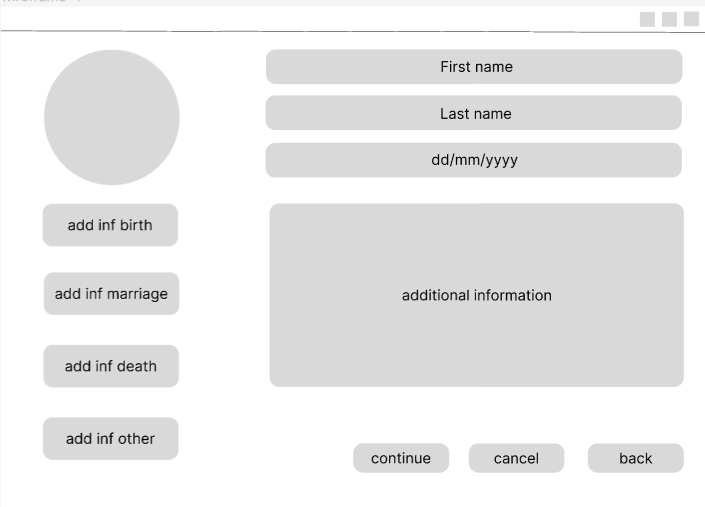 First name
Last name
dd/mm/yyyy
add inf birth
add inf marriage
additional information
add inf death
add inf other
continue
cancel
back